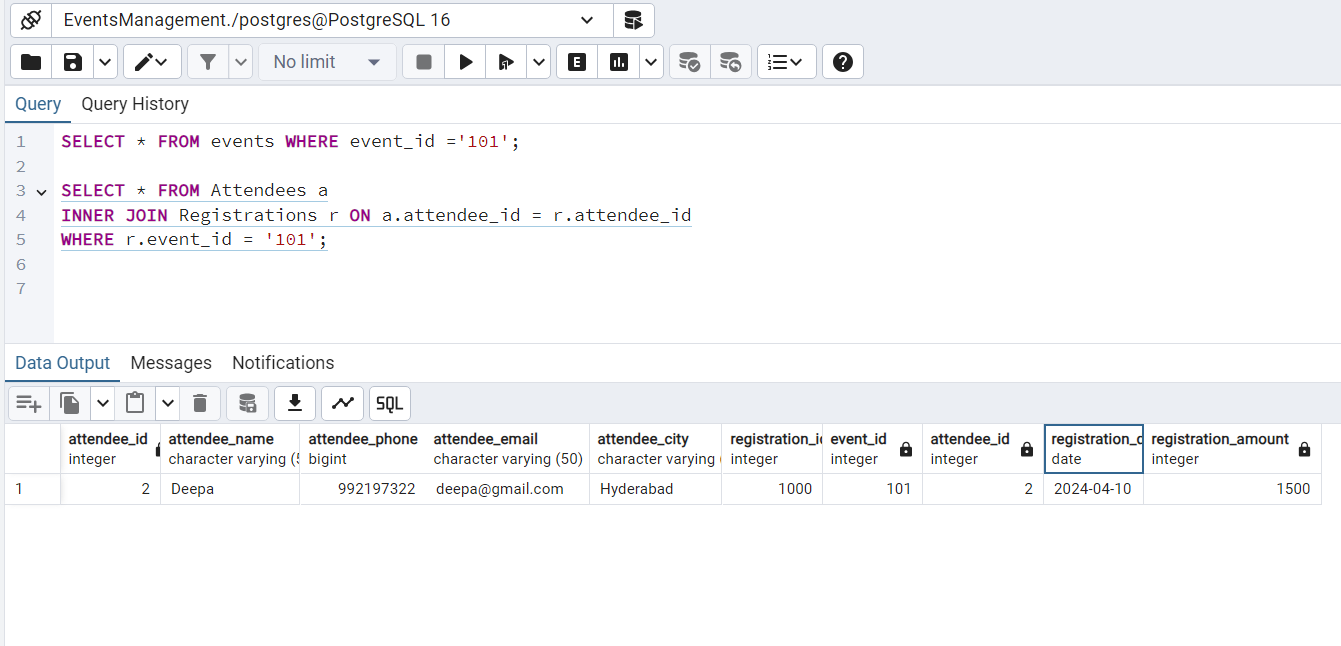 EventsManagement./postgres@PostgreSQL 16
No limit
E
Query Query History
1 SELECT * FROM events WHERE event_id ='101';
2
3 SELECT * FROM Attendees a
4 INNER JOIN Registrations r ON a.attendee_id = r.attendee_id
5 WHERE r.event_id = '101';
6
7
Data Output Messages Notifications
SQL
attendee_id attendee_name attendee_phone attendee_email attendee_city registration_i event_id attendee_id registration_ registration_amount
integer character varying (5 bigint character varying (50) character varying integer integer integer date integer
1 2 Deepa 992197322 deepa@gmail.com Hyderabad 1000 101 2 2024-04-10 1500